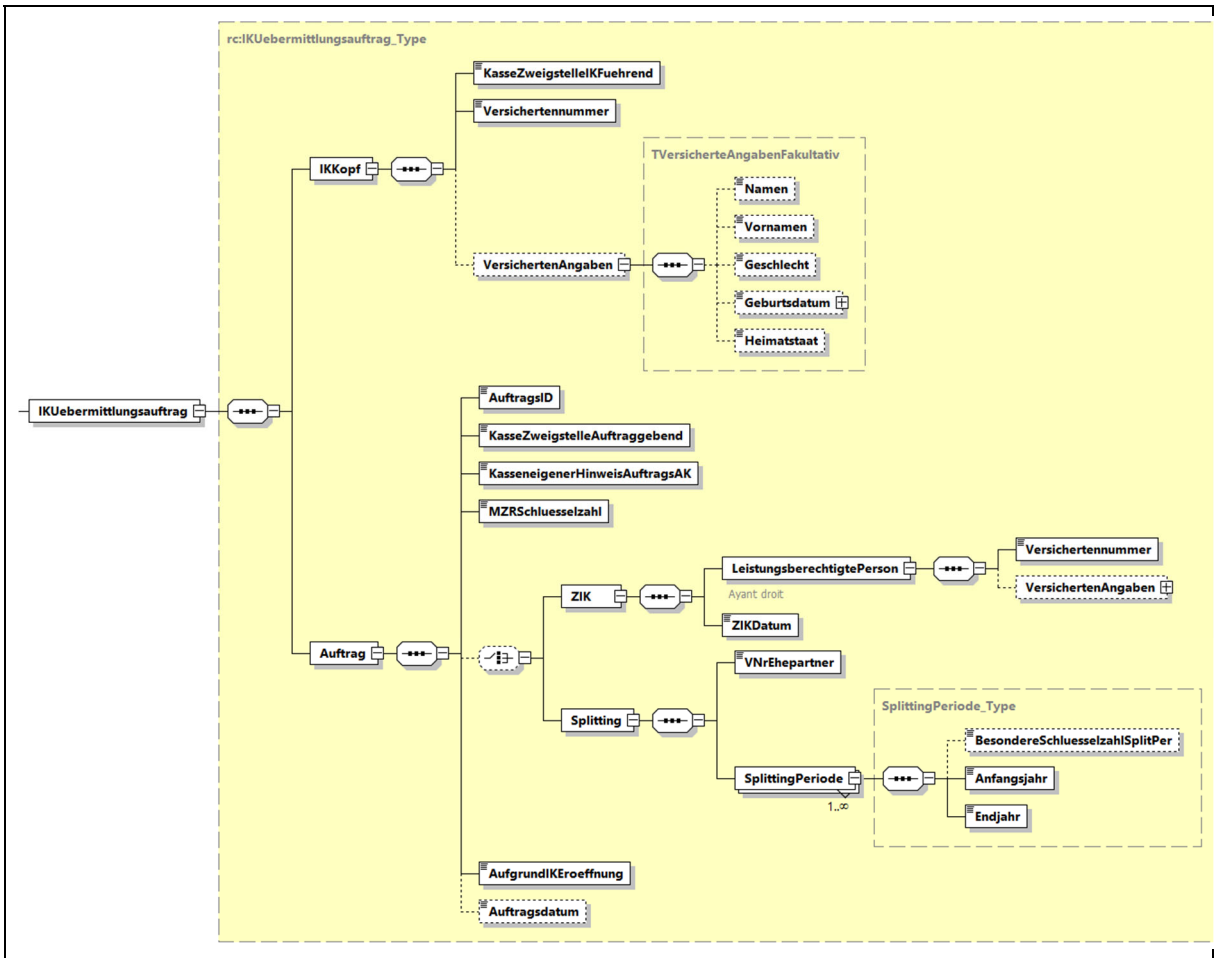 rc:IKUebermittlungsauftrag_Type
KasseZweigstelleIKFuehrend
Versichertennummer
IKKopf
TVersicherteAngabenFakultativ
Namen
Vornamen
VersichertenAngaben
Geschlecht
Geburtsdatum
Heimatstaat
IKUebermittlungsauftrag
AuftragsID
KasseZweigstelleAuftraggebend
KasseneigenerHinweisAuftragsAK
MZRSchluesselzahl
Versichertennummer
LeistungsberechtigtePerson
VersichertenAngaben
Ayant droit
ZIK
ZIKDatum
Auftrag
VNrEhepartner
Splitting
SplittingPeriode_Type
BesondereSchluesselzahlSplitPer
SplittingPeriode
Anfangsjahr
1..∞
Endjahr
AufgrundIKEroeffnung
Auftragsdatum